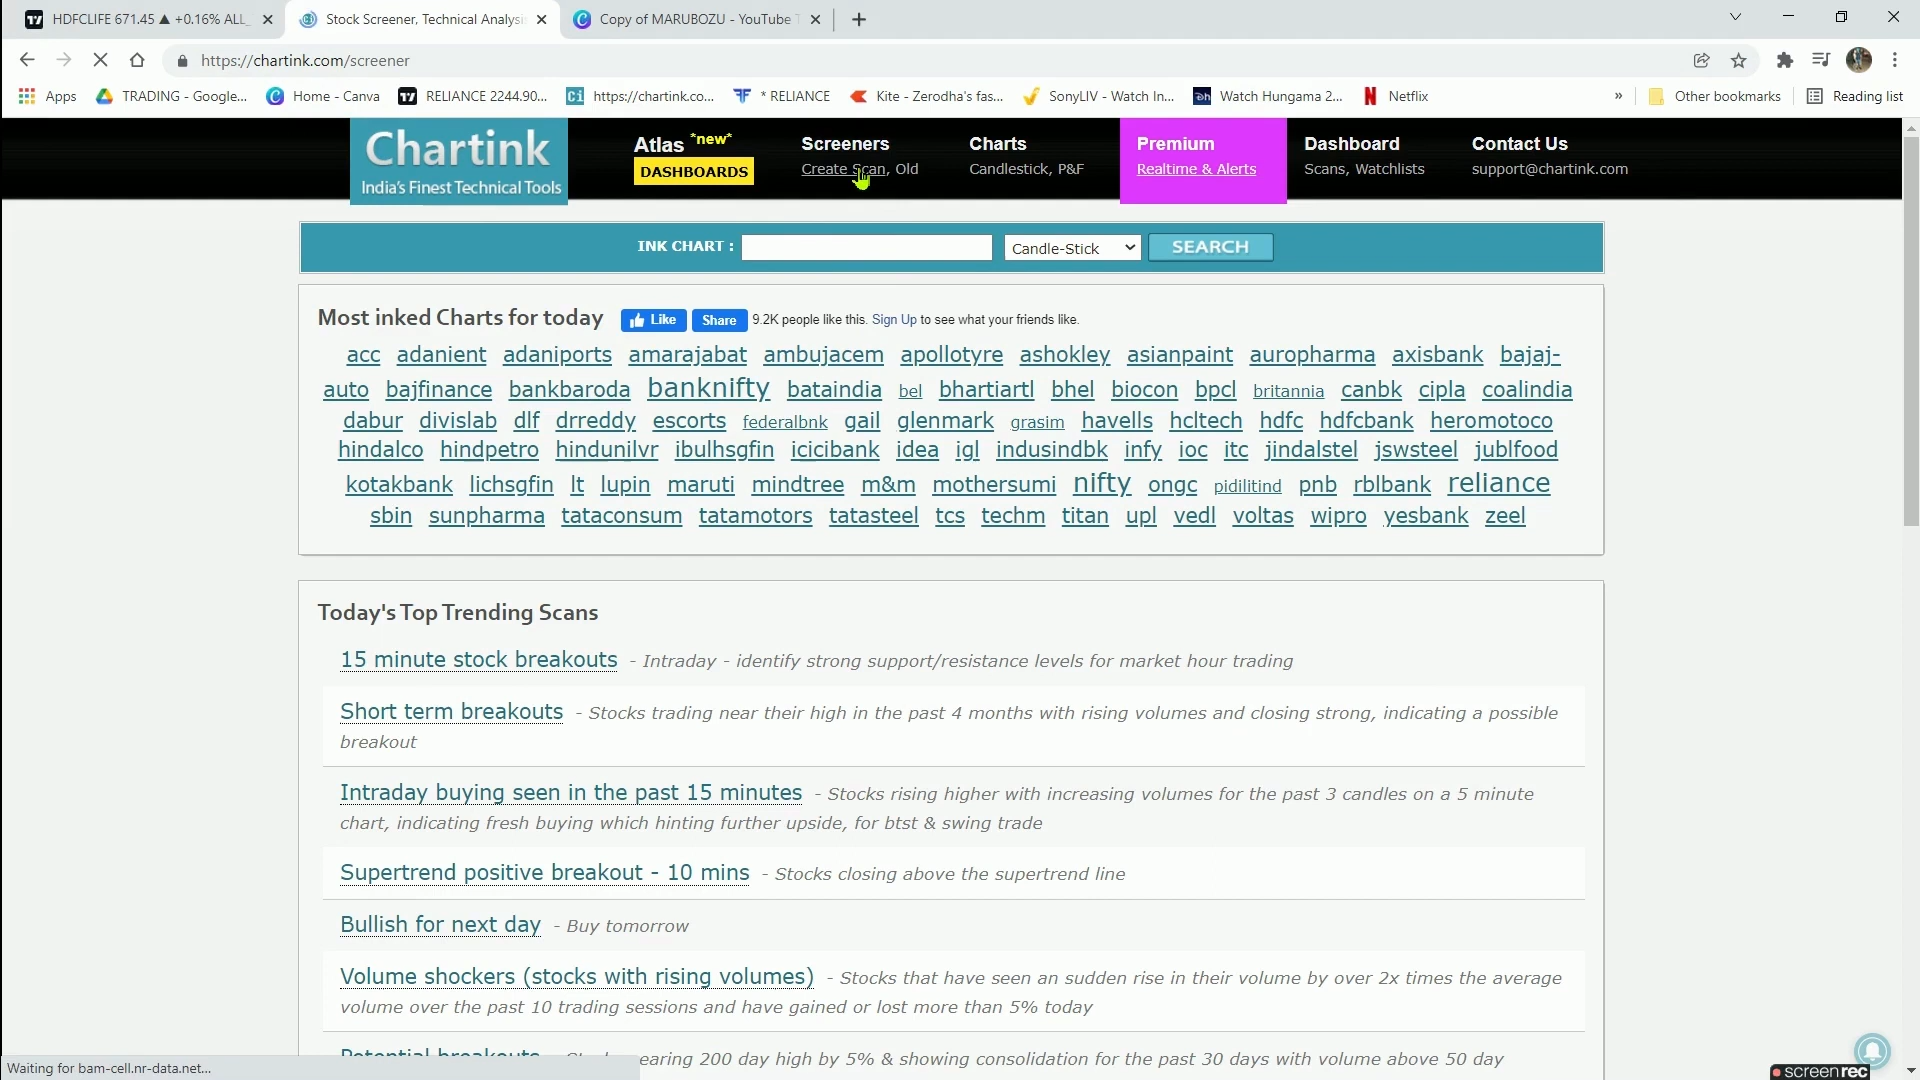 HDFCLIFE 671.45 ▲ +0.16% ALL_
Stock Screener, Technical Analysis
Copy of MARUBOZU - YouTube T
https://chartink.com/screener
Apps
TRADING - Google...
Home - Canva
RELIANCE 2244.90...
https://chartink.co...
* RELIANCE
Kite - Zerodha's fas...
SonyLIV - Watch In...
Watch Hungama 2...
Netflix
»
Other bookmarks
Reading list
Chartink
India's Finest Technical Tools
Atlas *new*
DASHBOARDS
Screeners
Create Scan, Old
Charts
Candlestick, P&F
Premium
Realtime & Alerts
Dashboard
Scans, Watchlists
Contact Us
support@chartink.com
INK CHART :
Candle-Stick
SEARCH
Most inked Charts for today
Like
Share
9.2K people like this. Sign Up to see what your friends like.
acc adanient adaniports amarajabat ambujacem apollotyre ashokley asianpaint auropharma axisbank bajaj-
auto bajfinance bankbaroda banknifty bataindia bel bhartiartl bhel biocon bpcl britannia canbk cipla coalindia
dabur divislab dlf drreddy escorts federalbnk gail glenmark grasim havells hcltech hdfc hdfcbank heromotoco
hindalco hindpetro hindunilvr ibulhsgfin icicibank idea igl indusindbk infy ioc itc jindalstel jswsteel jublfood
kotakbank lichsgfin lt lupin maruti mindtree m&m mothersumi nifty ongc pidilitind pnb rblbank reliance
sbin sunpharma tataconsum tatamotors tatasteel tcs techm titan upl vedl voltas wipro yesbank zeel
Today's Top Trending Scans
15 minute stock breakouts - Intraday - identify strong support/resistance levels for market hour trading
Short term breakouts - Stocks trading near their high in the past 4 months with rising volumes and closing strong, indicating a possible
breakout
Intraday buying seen in the past 15 minutes - Stocks rising higher with increasing volumes for the past 3 candles on a 5 minute
chart, indicating fresh buying which hinting further upside, for btst & swing trade
Supertrend positive breakout - 10 mins - Stocks closing above the supertrend line
Bullish for next day - Buy tomorrow
Volume shockers (stocks with rising volumes) - Stocks that have seen an sudden rise in their volume by over 2x times the average
volume over the past 10 trading sessions and have gained or lost more than 5% today
Potential breakouts - Stocks nearing 200 day high by 5% & showing consolidation for the past 30 days with volume above 50 day
Waiting for bam-cell.nr-data.net...
screenrec